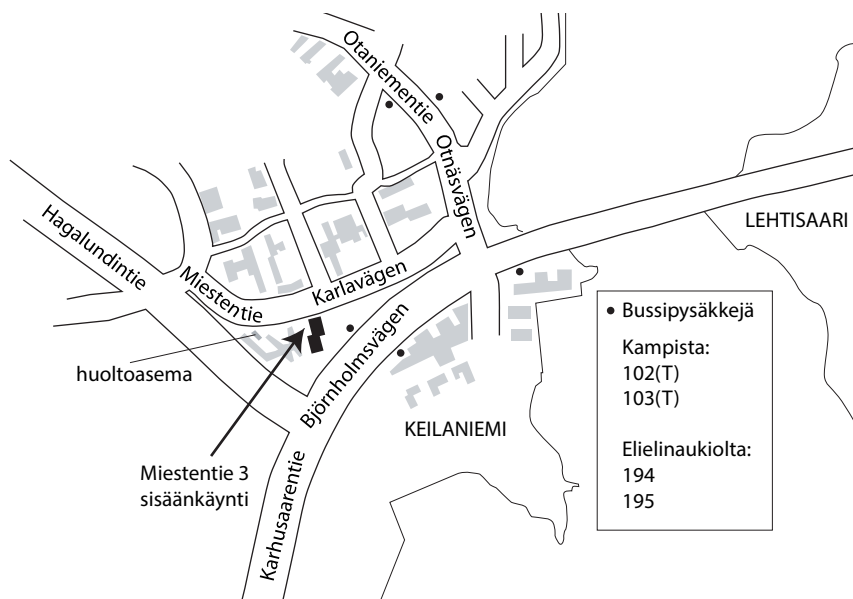 Otaniementie
Otnäsvägen
Hagalundintie
Miestentie
Karlavägen
Björnholmsvägen
Karhusaarentie
LEHTISAARI
KEILANIEMI
huoltoasema
Miestentie 3
sisäänkäynti
• Bussipysäkkejä
Kampista:
102(T)
103(T)
Elielinaukiolta:
194
195